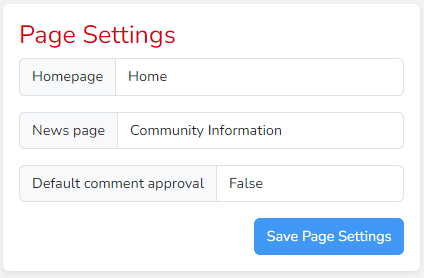 Page Settings
Homepage Home
News page Community Information
Default comment approval False
Save Page Settings